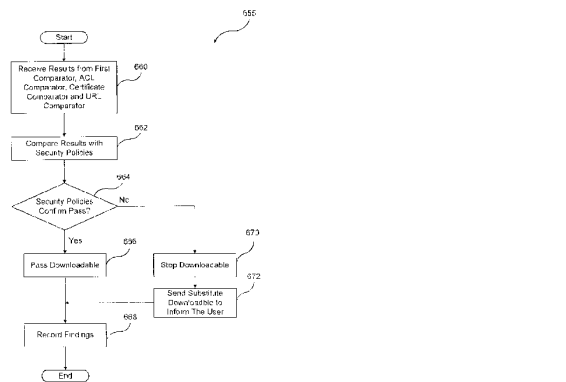 655
Start
Receive Results from First
Comparator, ACL
Comparator, Certificate
Comparator and URL
Comparator
660
Compare Results with
Security Policies
662
Security Policies
Confirm Pass?
664
No
Yes
Pass Downloadable
666
Stop Downloadable
670
Send Substitute
Downloadable to
Inform The User
672
Record Findings
668
End